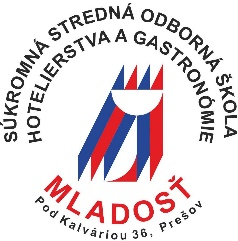 SÚKROMNÁ STREDNÁ ODBORNÁ ŠKOLA
HOTELIERSTVA A GASTRONÓMIE
MLADOSŤ
Pod Kalváriou 36, Prešov